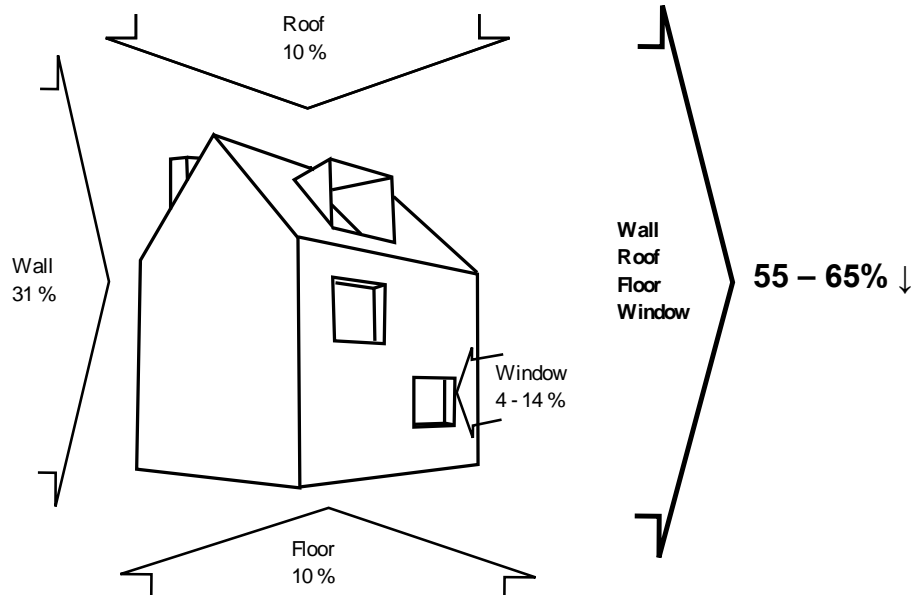 Roof
10 %
Wall
31 %
Window
4 - 14 %
Floor
10 %
Wall
Roof
Floor
Window
55 – 65% ↓